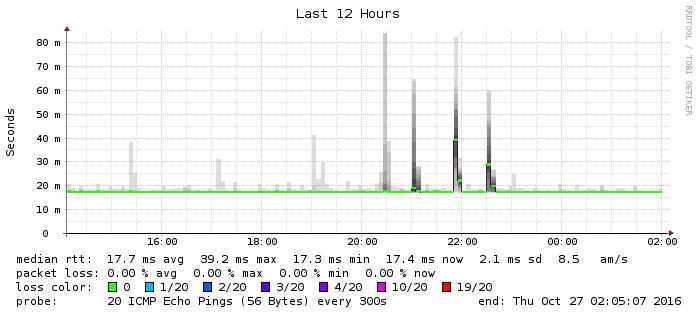 Last 12 Hours
RRDTOOL / TOBI OETIKER
Seconds
80 m
70 m
60 m
50 m
40 m
30 m
20 m
10 m
0
16:00 18:00 20:00 22:00 00:00 02:00
median rtt: 17.7 ms avg 39.2 ms max 17.3 ms min 17.4 ms now 2.1 ms sd 8.5 am/s
packet loss: 0.00 % avg 0.00 % max 0.00 % min 0.00 % now
loss color: 0 1/20 2/20 3/20 4/20 10/20 19/20
probe: 20 ICMP Echo Pings (56 Bytes) every 300s end: Thu Oct 27 02:05:07 2016